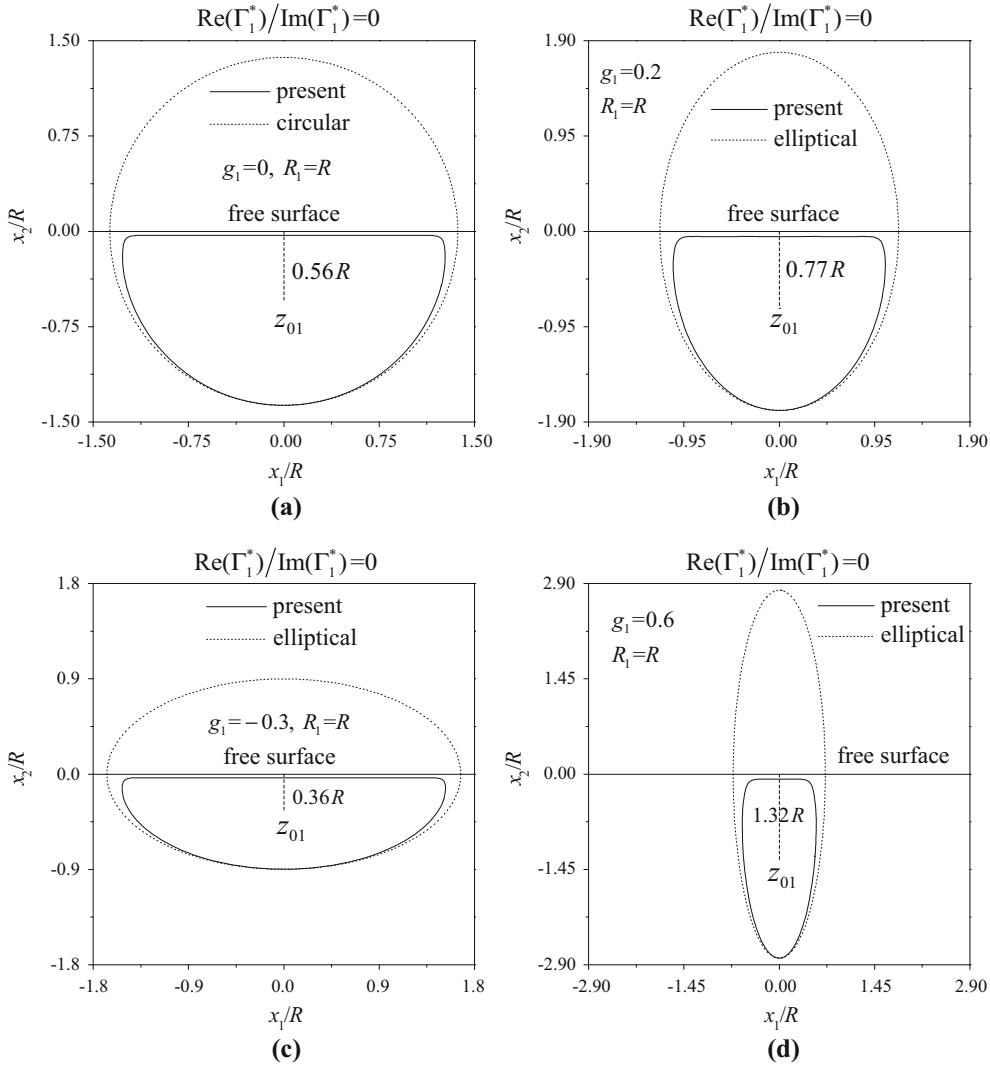 Re(Γ₁*)/Im(Γ₁*)=0
1.50
0.75
0.00
-0.75
-1.50
x₂/R
present
circular
g₁=0, R₁=R
free surface
0.56R
z₀₁
-1.50 -0.75 0.00 0.75 1.50
x₁/R
(a)
Re(Γ₁*)/Im(Γ₁*)=0
1.90
0.95
0.00
-0.95
-1.90
x₂/R
g₁=0.2
R₁=R
present
elliptical
free surface
0.77R
z₀₁
-1.90 -0.95 0.00 0.95 1.90
x₁/R
(b)
Re(Γ₁*)/Im(Γ₁*)=0
1.8
0.9
0.0
-0.9
-1.8
x₂/R
present
elliptical
g₁=−0.3, R₁=R
free surface
0.36R
z₀₁
-1.8 -0.9 0.0 0.9 1.8
x₁/R
(c)
Re(Γ₁*)/Im(Γ₁*)=0
2.90
1.45
0.00
-1.45
-2.90
x₂/R
g₁=0.6
R₁=R
present
elliptical
free surface
1.32R
z₀₁
-2.90 -1.45 0.00 1.45 2.90
x₁/R
(d)